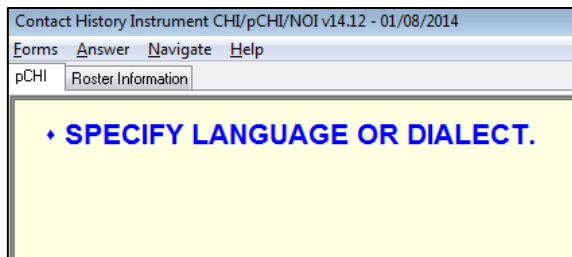 Contact History Instrument CHI/pCHI/NOI v14.12 - 01/08/2014
Forms Answer Navigate Help
pCHI Roster Information
♦ SPECIFY LANGUAGE OR DIALECT.